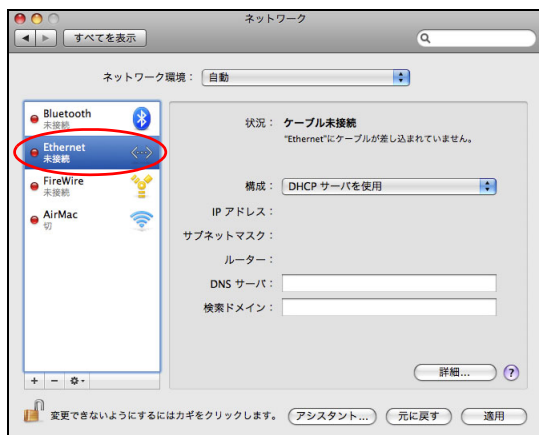 ネットワーク
すべてを表示
ネットワーク環境： 自動
Bluetooth
未接続
Ethernet
未接続
FireWire
未接続
AirMac
切
状況： ケーブル未接続
"Ethernet"にケーブルが差し込まれていません。
構成： DHCP サーバを使用
IP アドレス：
サブネットマスク：
ルーター：
DNS サーバ：
検索ドメイン：
詳細... ?
変更できないようにするにはカギをクリックします。 アシスタント... 元に戻す 適用